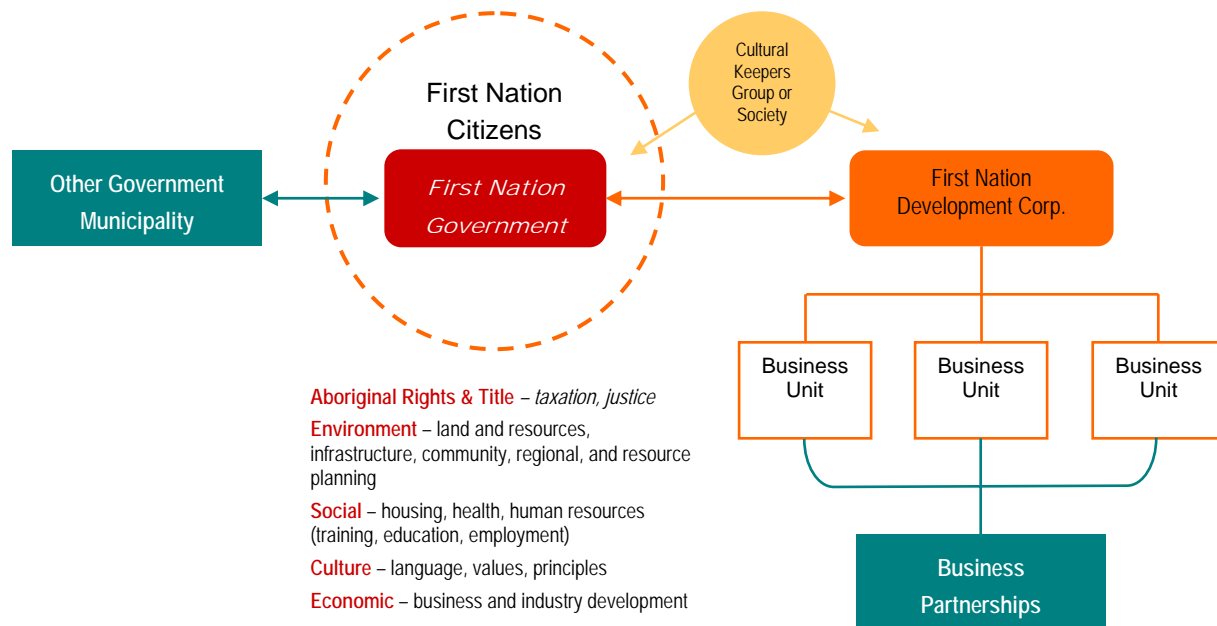 Cultural
Keepers
Group or
Society
First Nation
Citizens
Other Government
Municipality
First Nation
Government
First Nation
Development Corp.
Business
Unit
Business
Unit
Business
Unit
Aboriginal Rights & Title – taxation, justice
Environment – land and resources,
infrastructure, community, regional, and resource
planning
Social – housing, health, human resources
(training, education, employment)
Culture – language, values, principles
Economic – business and industry development
Business
Partnerships